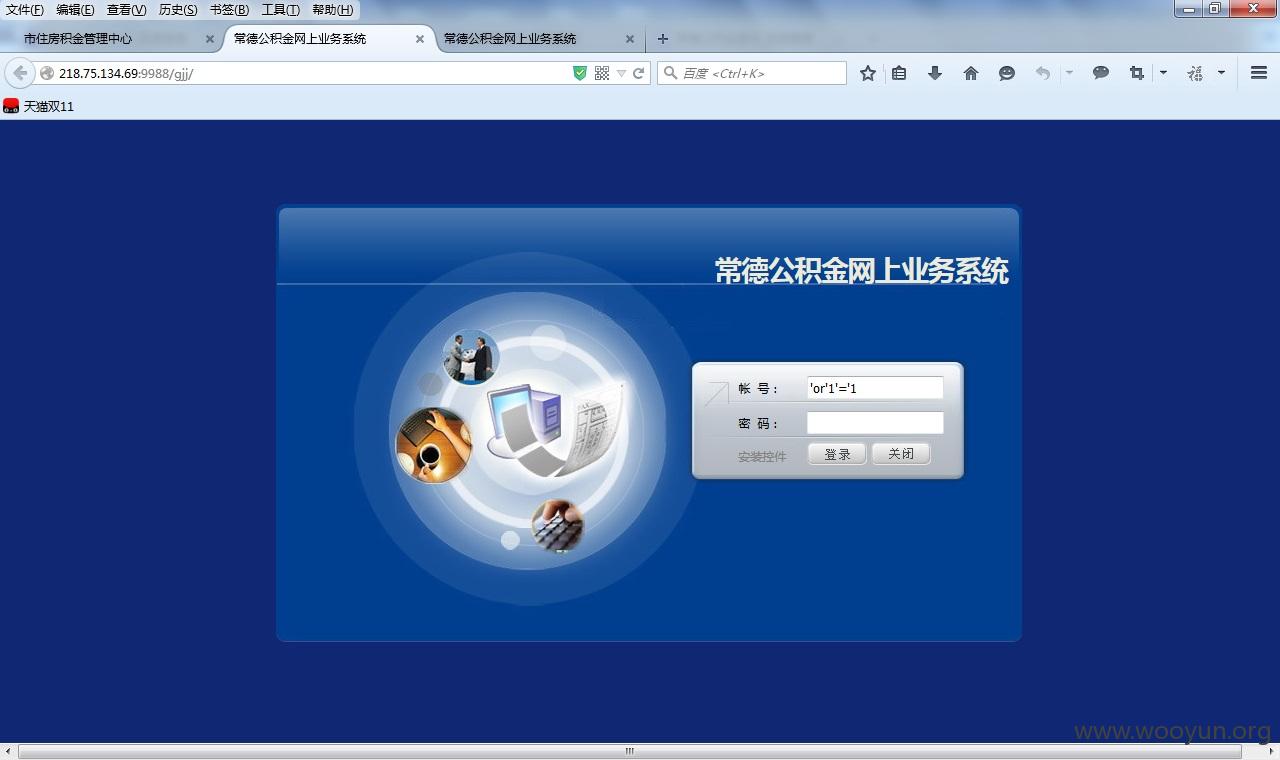 文件(F) 编辑(E) 查看(V) 历史(S) 书签(B) 工具(T) 帮助(H)
市住房积金管理中心 常德公积金网上业务系统 常德公积金网上业务系统
218.75.134.69:9988/gjj/ 百度 <Ctrl+K>
天猫双11
常德公积金网上业务系统
帐 号： 'or'1'='1
密 码：
安装控件 登录 关闭
www.wooyun.org